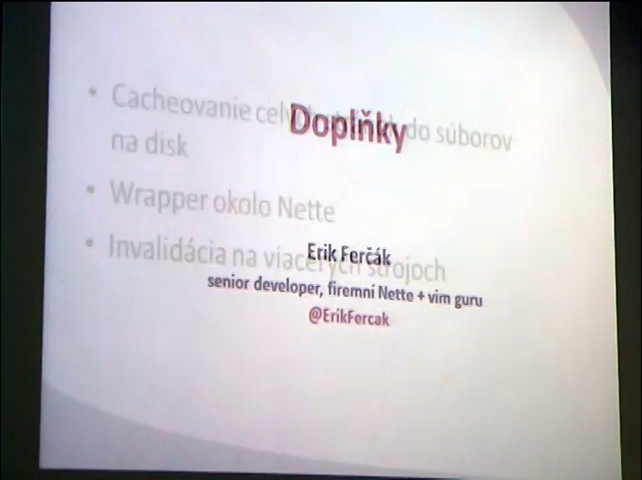 Doplňky
• Cacheovanie do súborov
na disk
• Wrapper okolo Nette
• Invalidácia na viacerých strojoch
Erik Ferčák
senior developer, firemní Nette + vim guru
@ErikFercak